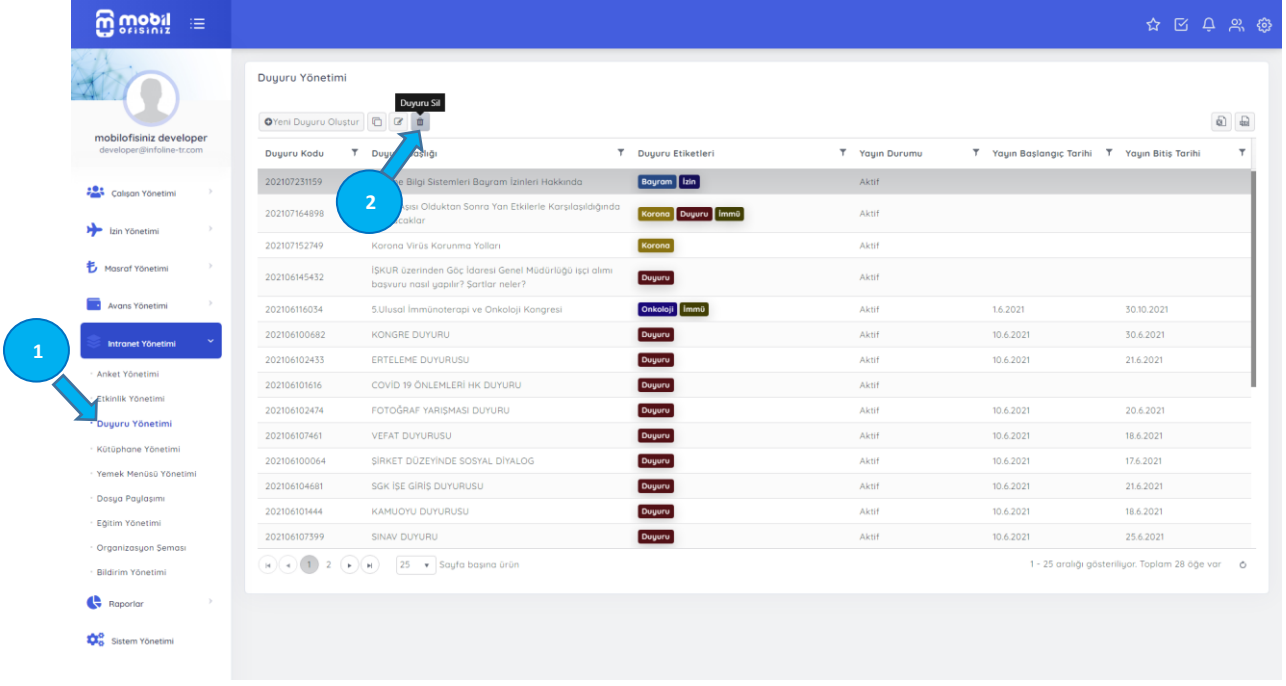 mobil
ofisiniz
mobilofisiniz developer
developer@infoline-tr.com
Çalışan Yönetimi
İzin Yönetimi
Masraf Yönetimi
Avans Yönetimi
Intranet Yönetimi
1
Anket Yönetimi
Etkinlik Yönetimi
Duyuru Yönetimi
Kütüphane Yönetimi
Yemek Menüsü Yönetimi
Dosya Paylaşımı
Eğitim Yönetimi
Organizasyon Şeması
Bildirim Yönetimi
Raporlar
Sistem Yönetimi
Duyuru Yönetimi
Duyuru Sil
Yeni Duyuru Oluştur
2
Duyuru Kodu Duyuru Etiketleri Yayın Durumu Yayın Başlangıç Tarihi Yayın Bitiş Tarihi
202107231159 Bilgi Sistemleri Bayram İzinleri Hakkında Bayram İzin Aktif
202107164898 Olduktan Sonra Yan Etkilerle Karşılaşıldığında Korona Duyuru İmmü Aktif
202107152749 Korona Virüs Korunma Yolları Korona Aktif
202106145432 İŞKUR üzerinden Göç İdaresi Genel Müdürlüğü işçi alımı Duyuru Aktif
başvuru nasıl yapılır? Şartlar neler?
202106116034 5.Ulusal İmmünoterapi ve Onkoloji Kongresi Onkoloji İmmü Aktif 1.6.2021 30.10.2021
202106100682 KONGRE DUYURU Duyuru Aktif 10.6.2021 30.6.2021
202106102433 ERTELEME DUYURUSU Duyuru Aktif 10.6.2021 21.6.2021
202106101616 COVİD 19 ÖNLEMLERİ HK DUYURU Duyuru Aktif
202106102474 FOTOĞRAF YARIŞMASI DUYURU Duyuru Aktif 10.6.2021 20.6.2021
202106107461 VEFAT DUYURUSU Duyuru Aktif 10.6.2021 18.6.2021
202106100064 ŞİRKET DÜZEYİNDE SOSYAL DİYALOG Duyuru Aktif 10.6.2021 17.6.2021
202106104681 SGK İŞE GİRİŞ DUYURUSU Duyuru Aktif 10.6.2021 21.6.2021
202106101444 KAMUOYU DUYURUSU Duyuru Aktif 10.6.2021 18.6.2021
202106107399 SINAV DUYURU Duyuru Aktif 10.6.2021 25.6.2021
1 2 25 Sayfa başına ürün 1 - 25 aralığı gösteriliyor. Toplam 28 öğe var